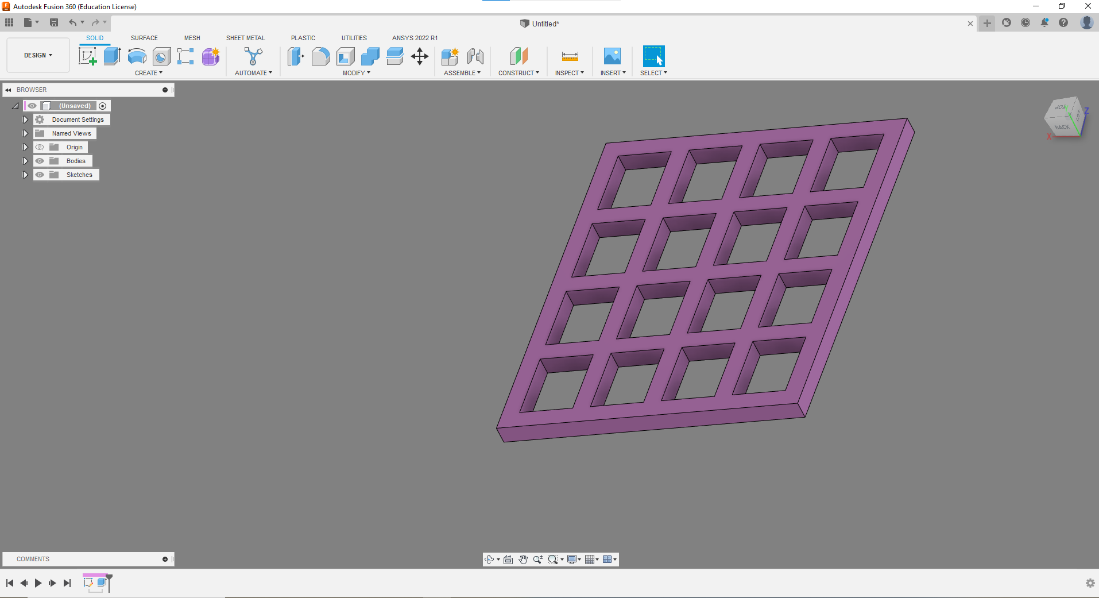 Autodesk Fusion 360 (Education License)
Untitled*
SOLID SURFACE MESH SHEET METAL PLASTIC UTILITIES ANSYS 2022 R1
DESIGN
CREATE AUTOMATE MODIFY ASSEMBLE CONSTRUCT INSPECT INSERT SELECT
BROWSER
(Unsaved)
Document Settings
Named Views
Origin
Bodies
Sketches
Z
X
COMMENTS